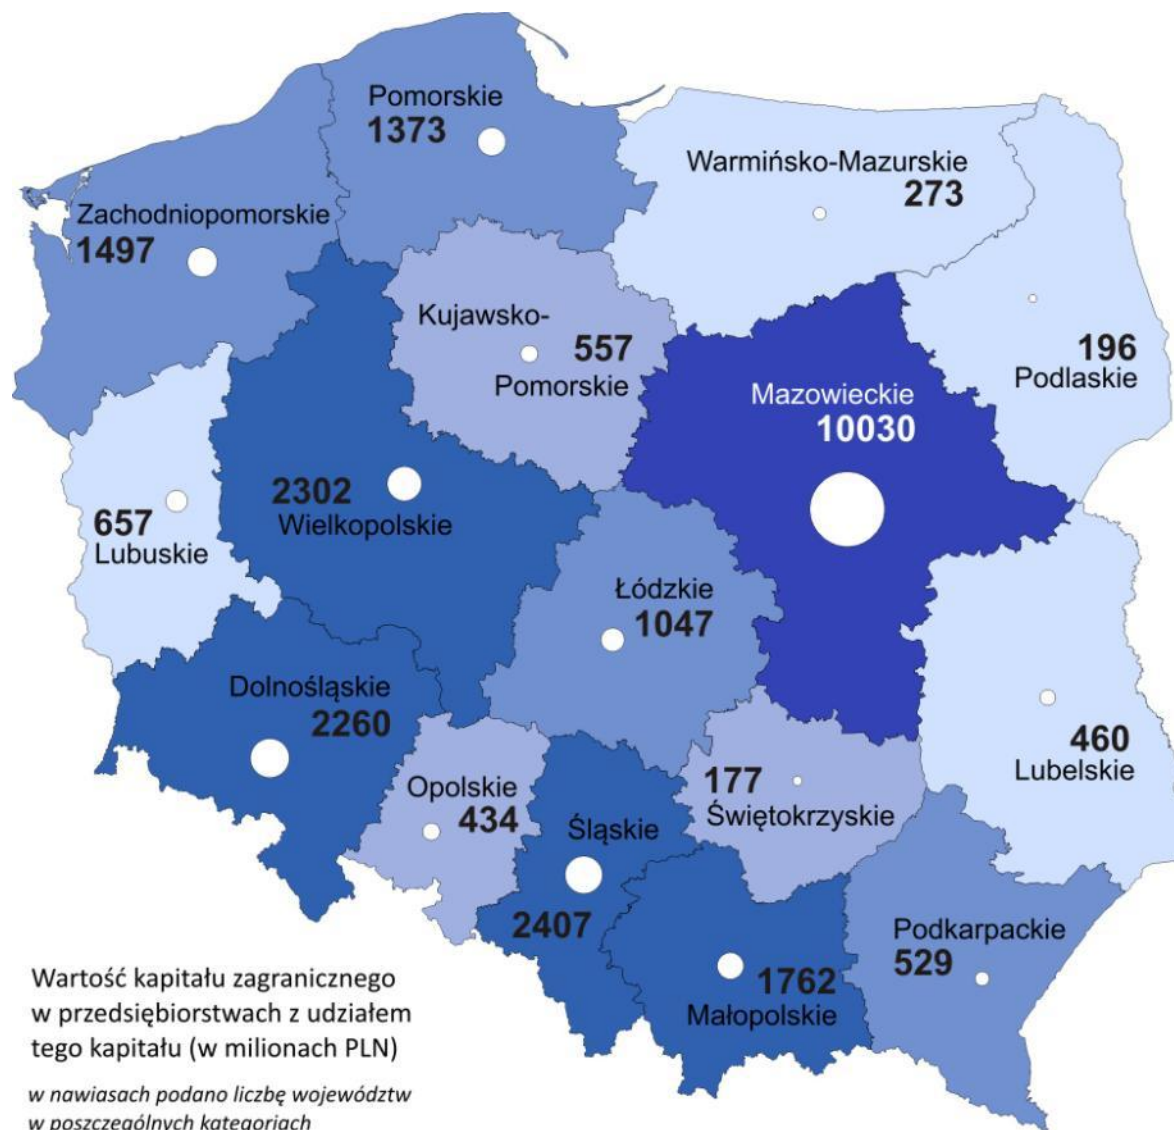 Pomorskie
1373
Warmińsko-Mazurskie
273
Zachodniopomorskie
1497
Kujawsko-
557
Pomorskie
196
Podlaskie
Mazowieckie
10030
2302
Wielkopolskie
657
Lubuskie
Łódzkie
1047
Dolnośląskie
2260
460
Lubelskie
Opolskie
434
177
Świętokrzyskie
Śląskie
2407
Podkarpackie
529
1762
Małopolskie
Wartość kapitału zagranicznego
w przedsiębiorstwach z udziałem
tego kapitału (w milionach PLN)
w nawiasach podano liczbę województw
w poszczególnych kategoriach